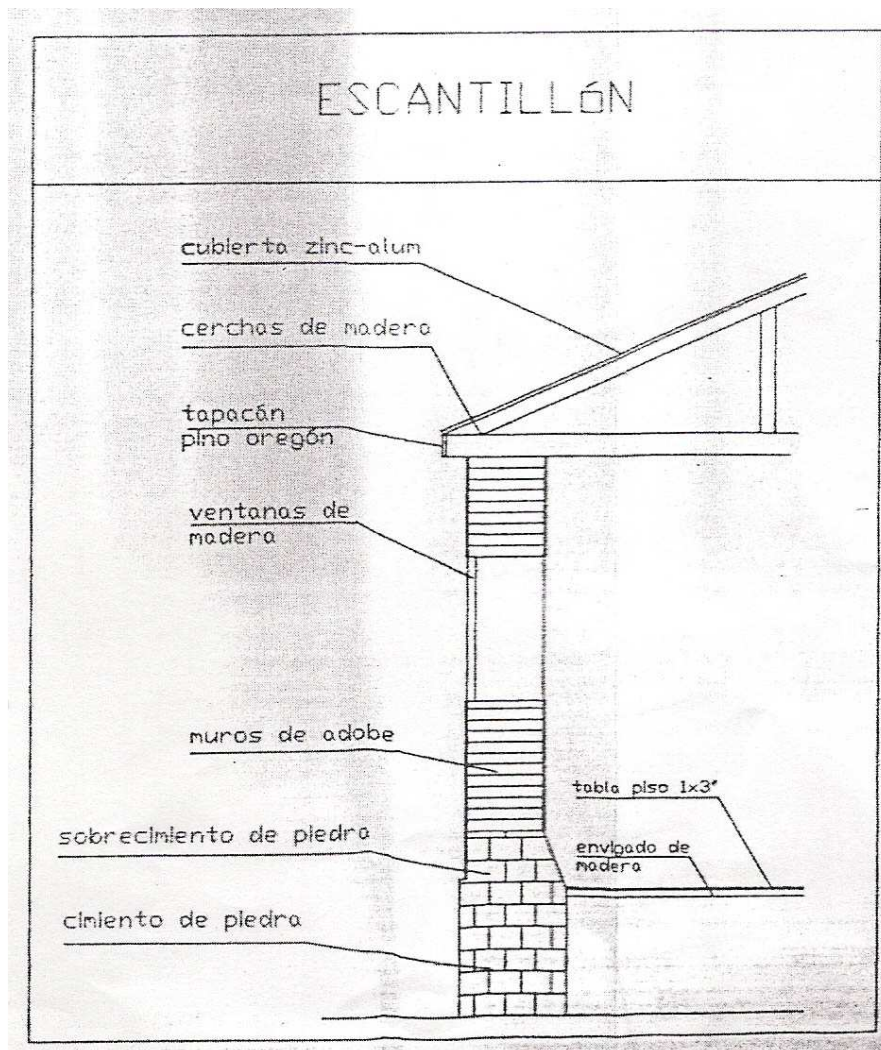 ESCANTILLóN
cubierta zinc-alum
cerchas de madera
tapacán
pino oregón
ventanas de
madera
muros de adobe
tabla piso 1x3"
sobrecimiento de piedra
envigado de
madera
cimiento de piedra